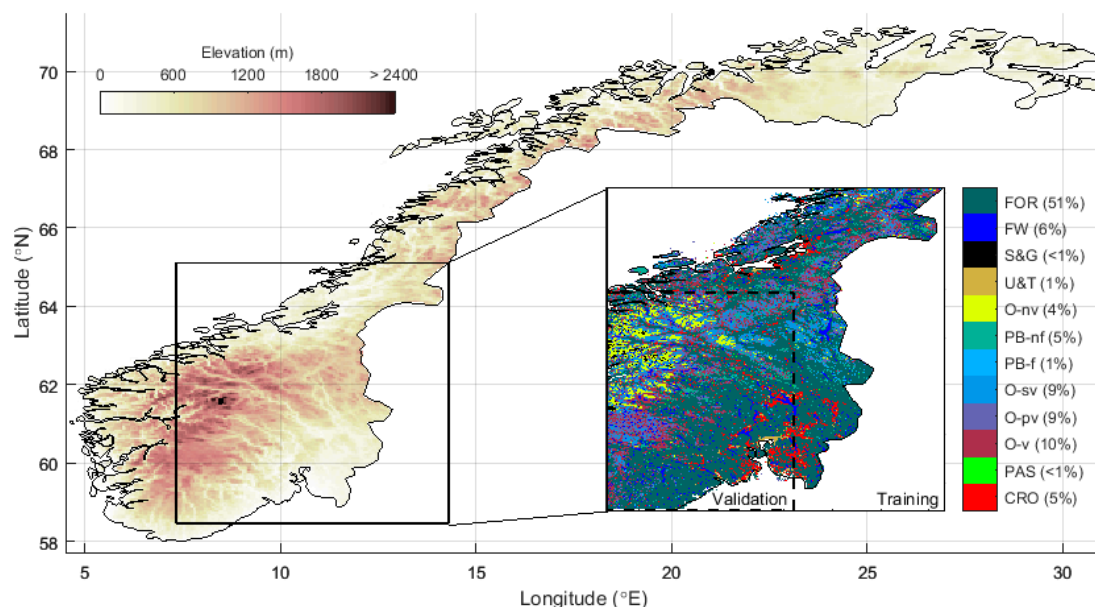 Elevation (m)
0 600 1200 1800 > 2400
Latitude (°N)
70
68
66
64
62
60
58
5 10 15 20 25 30
Longitude (°E)
Validation
Training
FOR (51%)
FW (6%)
S&G (<1%)
U&T (1%)
O-nv (4%)
PB-nf (5%)
PB-f (1%)
O-sv (9%)
O-pv (9%)
O-v (10%)
PAS (<1%)
CRO (5%)